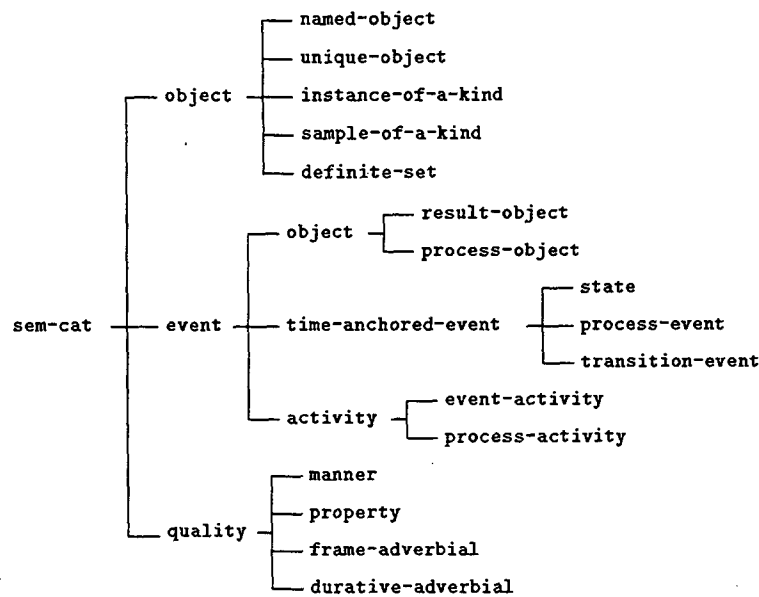 named-object
unique-object
object
instance-of-a-kind
sample-of-a-kind
definite-set
result-object
object
process-object
state
sem-cat
event
time-anchored-event
process-event
transition-event
event-activity
activity
process-activity
manner
quality
property
frame-adverbial
durative-adverbial